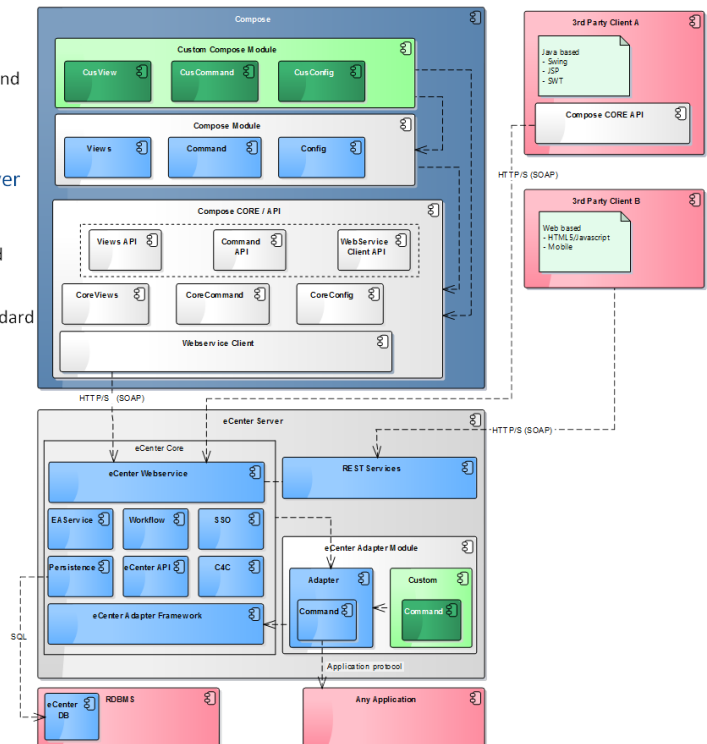 Compose
Custom Compose Module
CusView
CusCommand
CusConfig
Compose Module
Views
Command
Config
Compose CORE / API
Views API
Command
API
WebService
Client API
CoreViews
CoreCommand
CoreConfig
Webservice Client
3rd Party Client A
Java based
- Swing
- JSP
- SWT
Compose CORE API
HTTP/S (SOAP)
3rd Party Client B
Web based
- HTML5/Javascript
- Mobile
HTTP/S (SOAP)
HTTP/S (SOAP)
eCenter Server
eCenter Core
eCenter Webservice
REST Services
EAService
Workflow
SSO
Persistence
eCenter API
C4C
eCenter Adapter Framework
eCenter Adapter Module
Adapter
Command
Custom
Command
SQL
Application protocol
RDBMS
eCenter
DB
Any Application